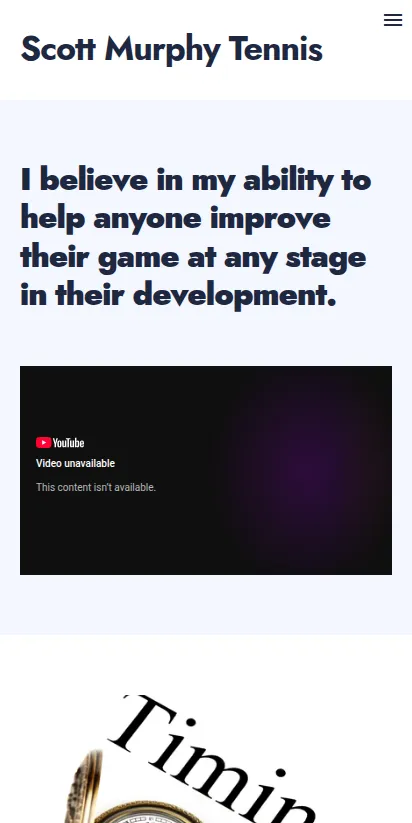 Scott Murphy Tennis
I believe in my ability to
help anyone improve
their game at any stage
in their development.
YouTube
Video unavailable
This content isn't available.